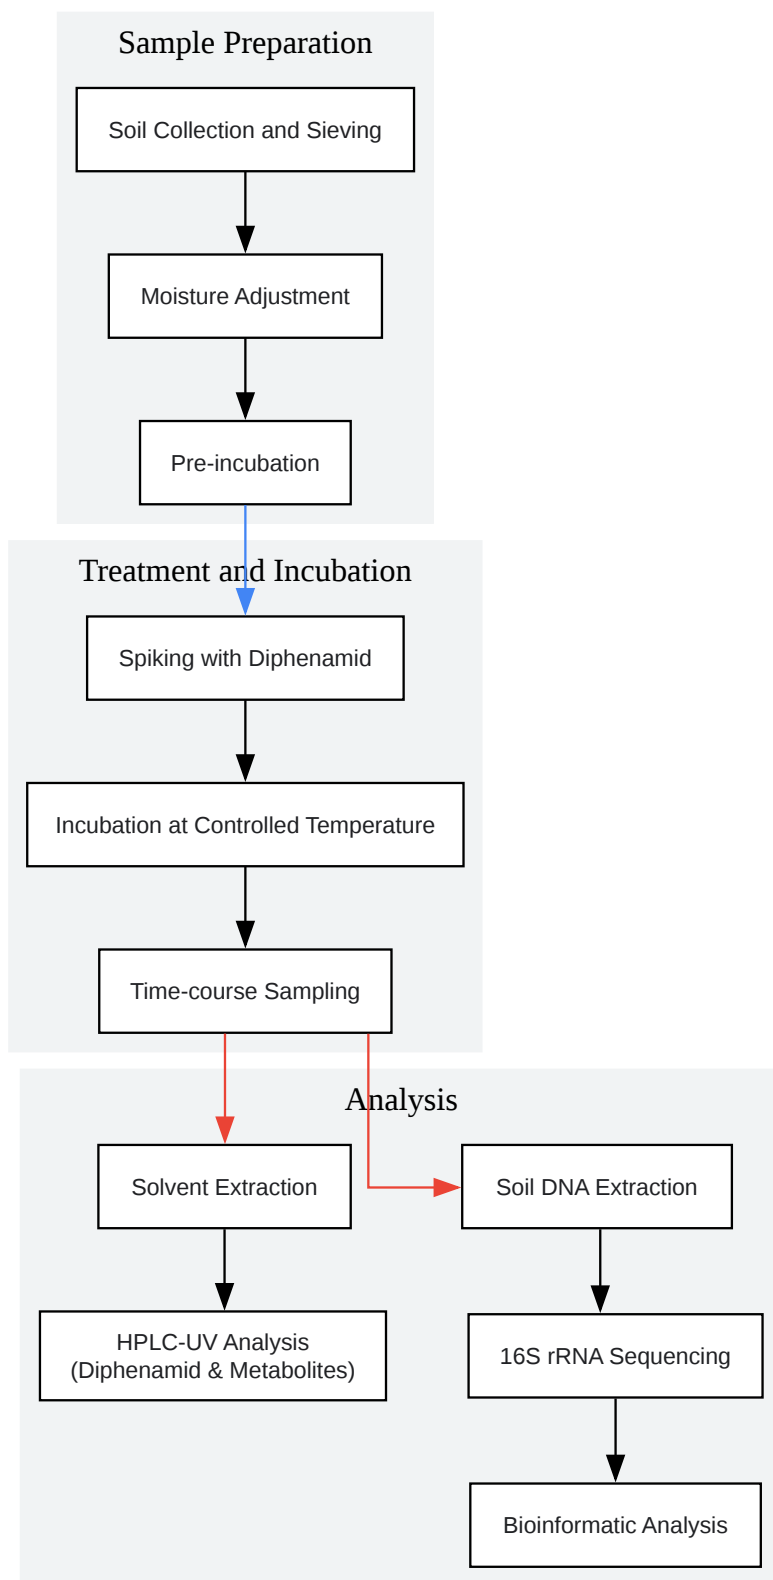 Sample Preparation
Soil Collection and Sieving
Moisture Adjustment
Pre-incubation
Treatment and Incubation
Spiking with Diphenamid
Incubation at Controlled Temperature
Time-course Sampling
Analysis
Solvent Extraction
Soil DNA Extraction
HPLC-UV Analysis
(Diphenamid & Metabolites)
16S rRNA Sequencing
Bioinformatic Analysis